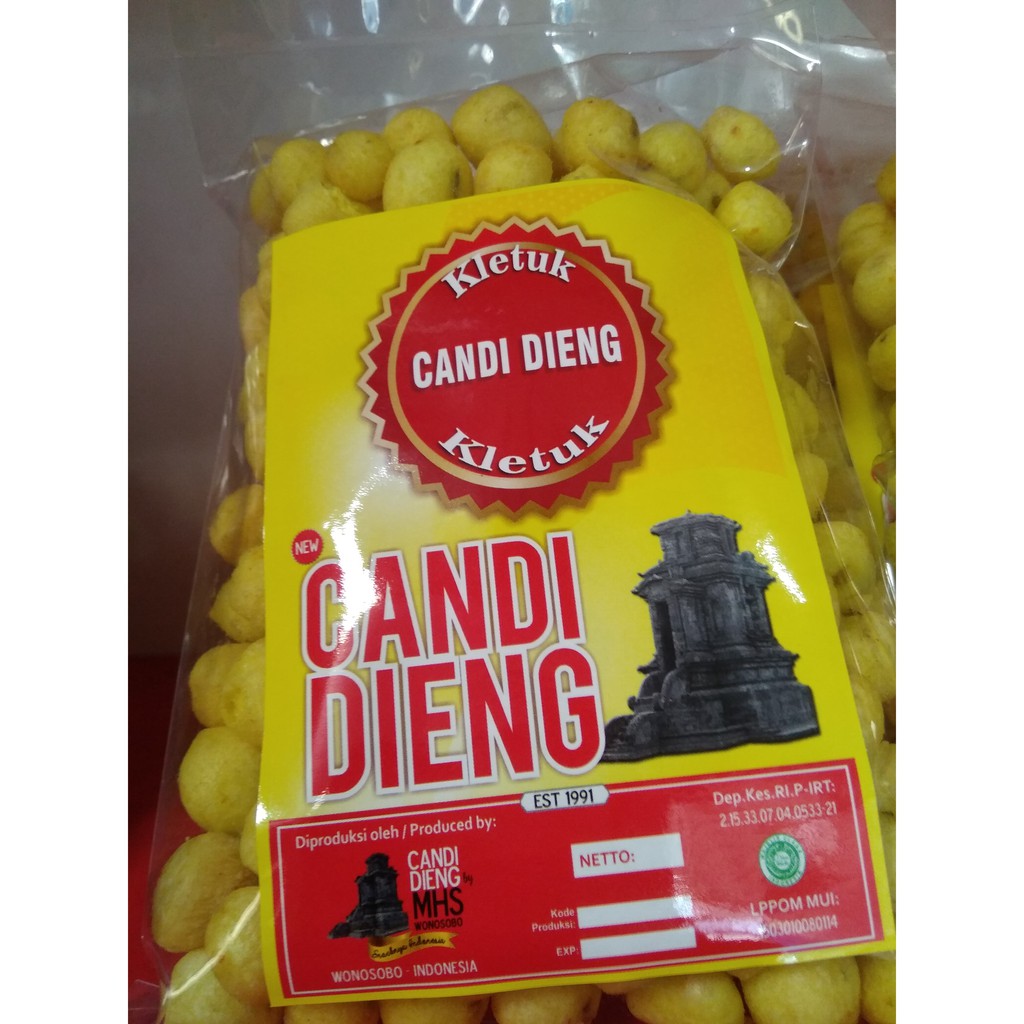 Kletuk
CANDI DIENG
Kletuk
NEW
CANDI
DIENG
EST 1991
Diproduksi oleh / Produced by:
CANDI
DIENG by
MHS
WONOSOBO
WONOSOBO - INDONESIA
NETTO:
Kode
Produksi:
EXP:
Dep.Kes.RI.P-IRT:
2.15.33.07.04.0533-21
LPPOM MUI: